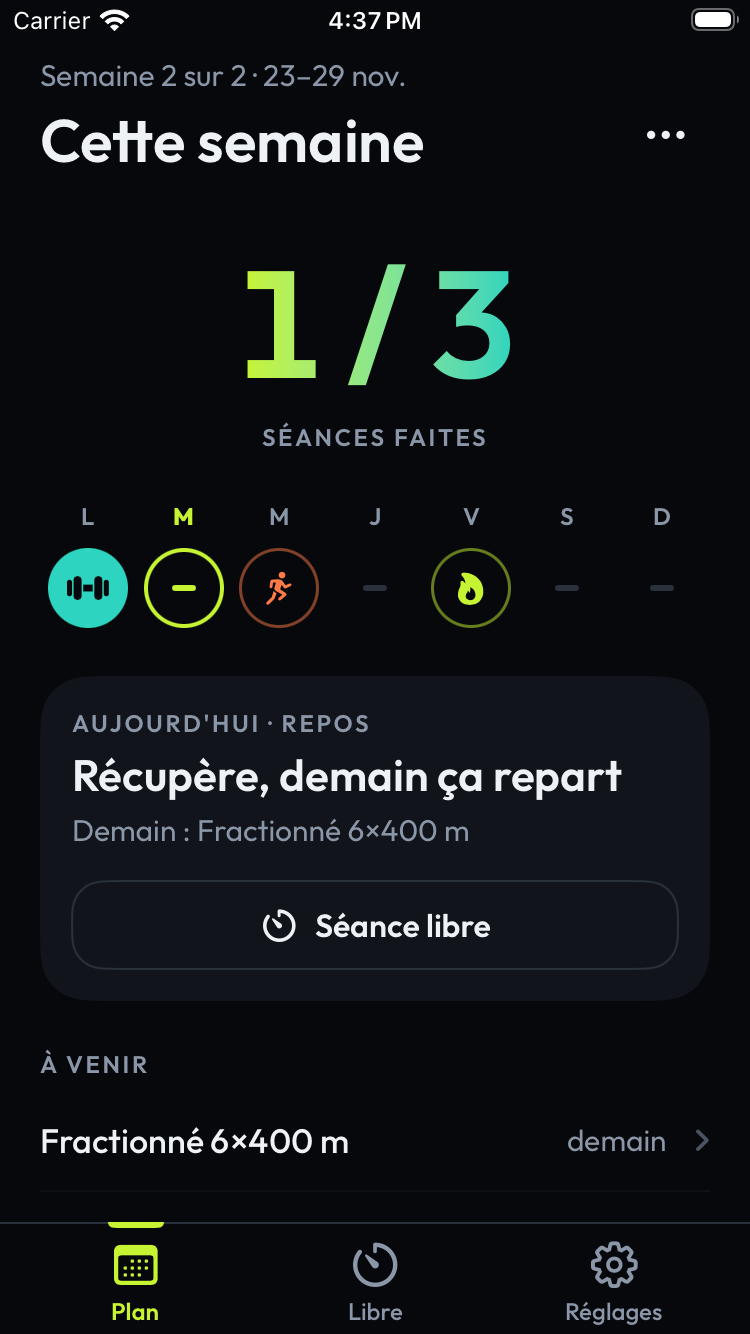 Carrier 4:37 PM
Semaine 2 sur 2 · 23–29 nov.
Cette semaine
1/3
SÉANCES FAITES
L M M J V S D
AUJOURD'HUI · REPOS
Récupère, demain ça repart
Demain : Fractionné 6×400 m
Séance libre
À VENIR
Fractionné 6×400 m demain
Plan Libre Réglages